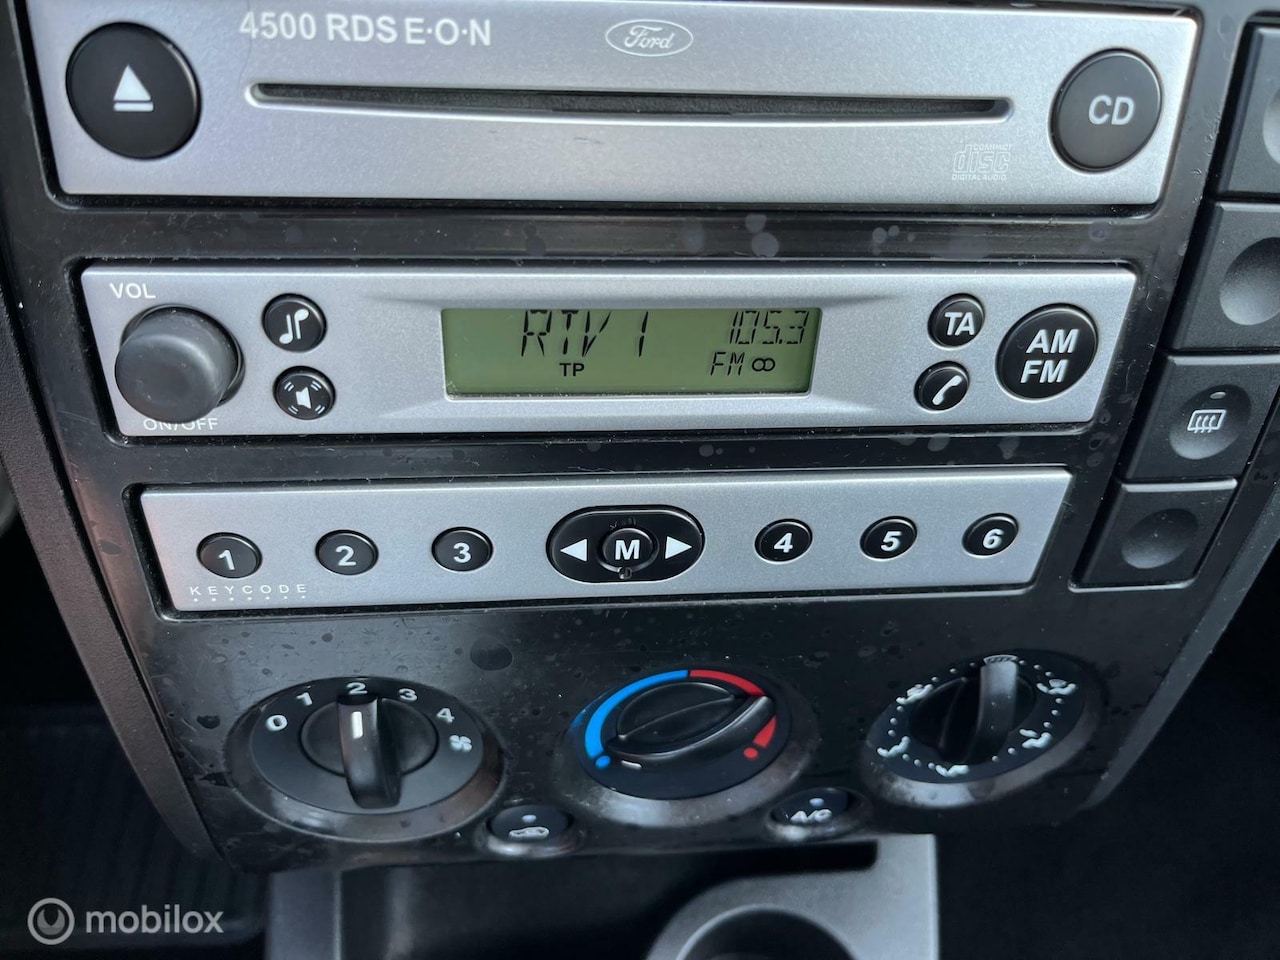 4500 RDS E·O·N
Ford
CD
COMPACT
disc
DIGITAL AUDIO
VOL
ON/OFF
RTV 1 105.3
TP FM
TA
AM
FM
1 2 3 M 4 5 6
KEYCODE
0 1 2 3 4
A/C
mobilox